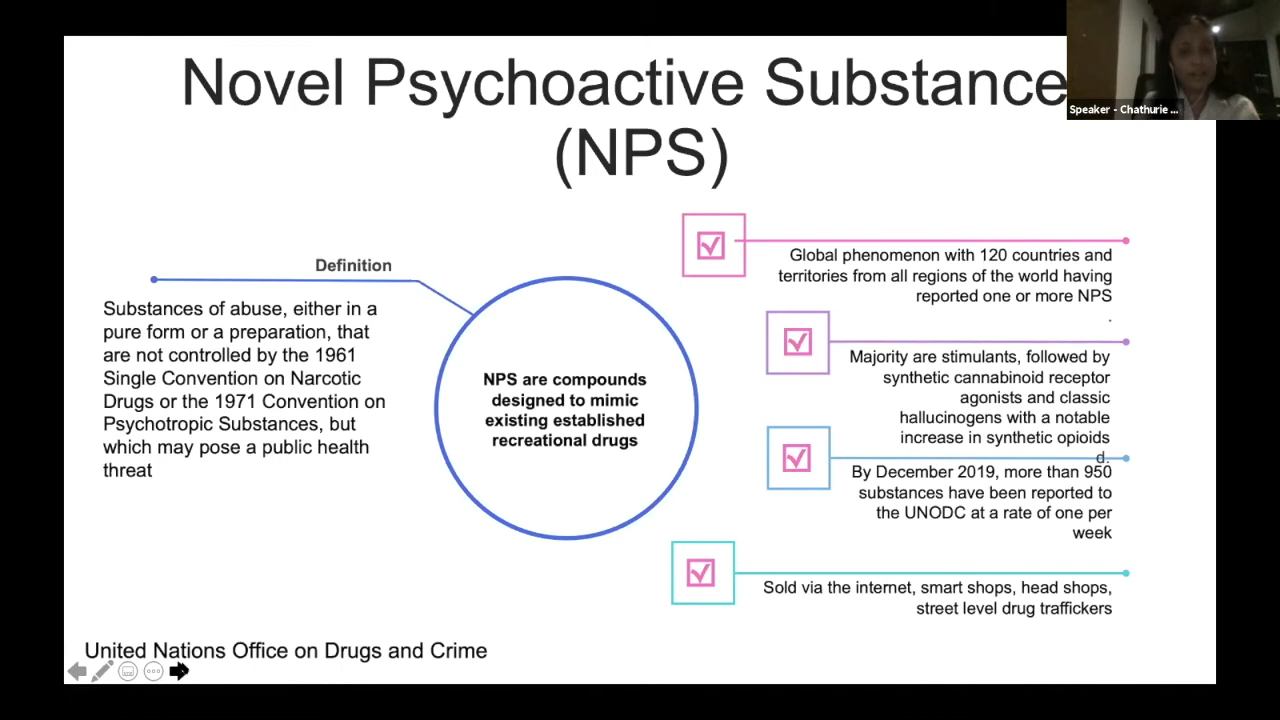 Novel Psychoactive Substance
(NPS)
Speaker - Chathurie ...
Definition
Substances of abuse, either in a
pure form or a preparation, that
are not controlled by the 1961
Single Convention on Narcotic
Drugs or the 1971 Convention on
Psychotropic Substances, but
which may pose a public health
threat
NPS are compounds
designed to mimic
existing established
recreational drugs
Global phenomenon with 120 countries and
territories from all regions of the world having
reported one or more NPS
.
Majority are stimulants, followed by
synthetic cannabinoid receptor
agonists and classic
hallucinogens with a notable
increase in synthetic opioids
d.
By December 2019, more than 950
substances have been reported to
the UNODC at a rate of one per
week
Sold via the internet, smart shops, head shops,
street level drug traffickers
United Nations Office on Drugs and Crime